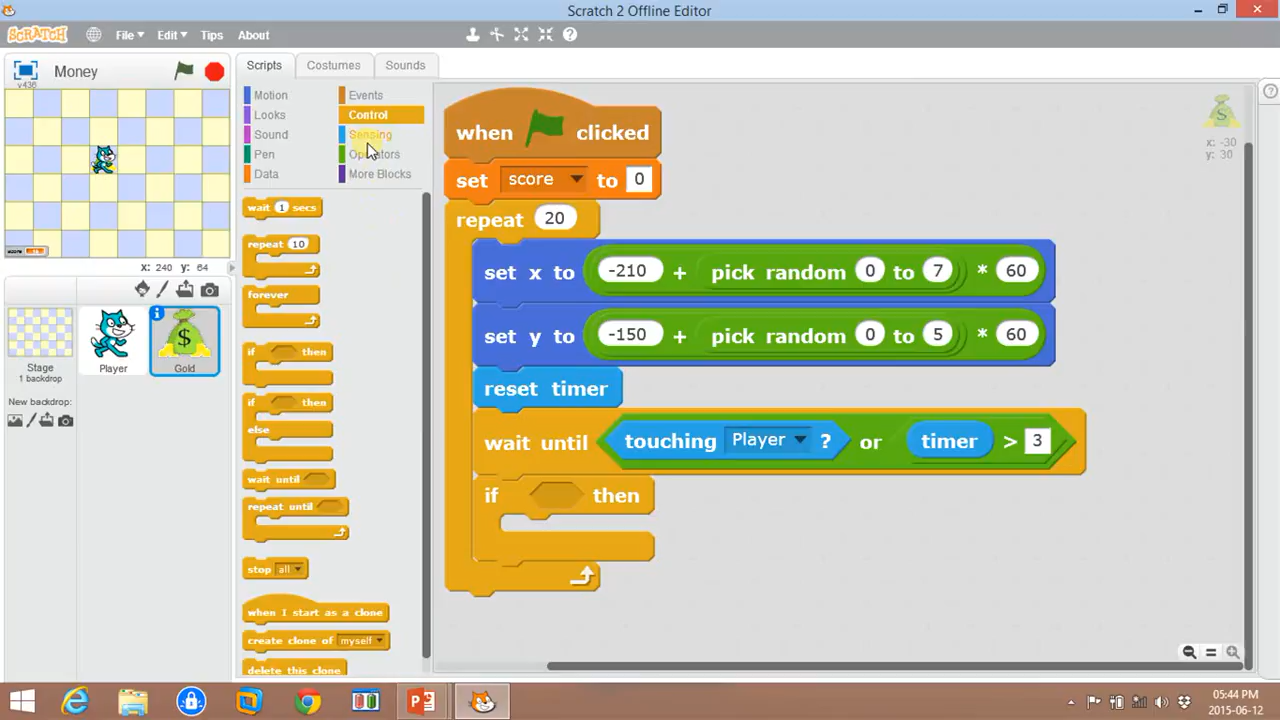 Scratch 2 Offline Editor
SCRATCH File Edit Tips About
v436 Money
Scripts Costumes Sounds
Motion Events
Looks Control
Sound Sensing
Pen Operators
Data More Blocks
wait 1 secs
repeat 10
forever
if then
if then
else
wait until
repeat until
stop all
when I start as a clone
create clone of myself
delete this clone
when clicked
set score to 0
repeat 20
set x to -210 + pick random 0 to 7 * 60
set y to -150 + pick random 0 to 5 * 60
reset timer
wait until touching Player ? or timer > 3
if then
x: -30
y: 30
score
x: 240 y: 64
Stage
1 backdrop
New backdrop:
Player
Gold
05:44 PM
2015-06-12